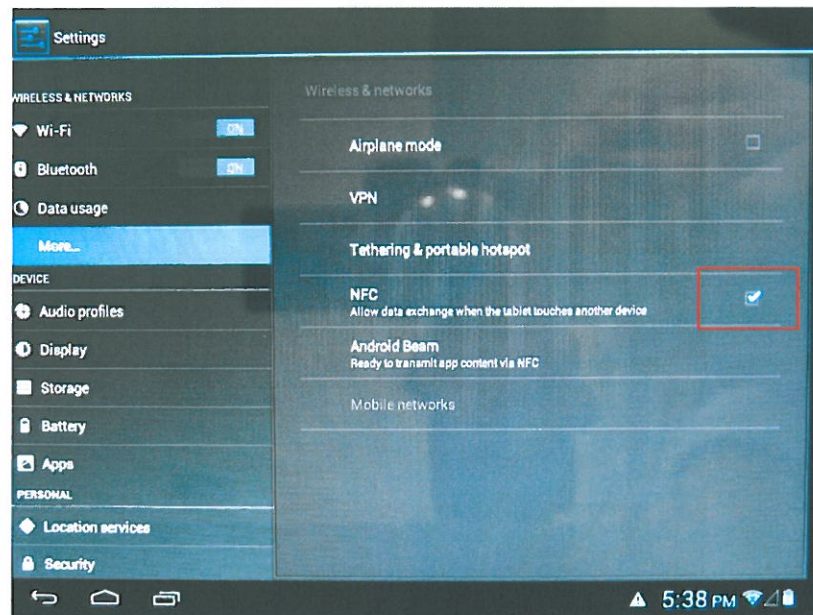 Settings
WIRELESS & NETWORKS
Wi-Fi
ON
Bluetooth
ON
Data usage
More...
DEVICE
Audio profiles
Display
Storage
Battery
Apps
PERSONAL
Location services
Security
Wireless & networks
Airplane mode
VPN
Tethering & portable hotspot
NFC
Allow data exchange when the tablet touches another device
Android Beam
Ready to transmit app content via NFC
Mobile networks
5:38 PM